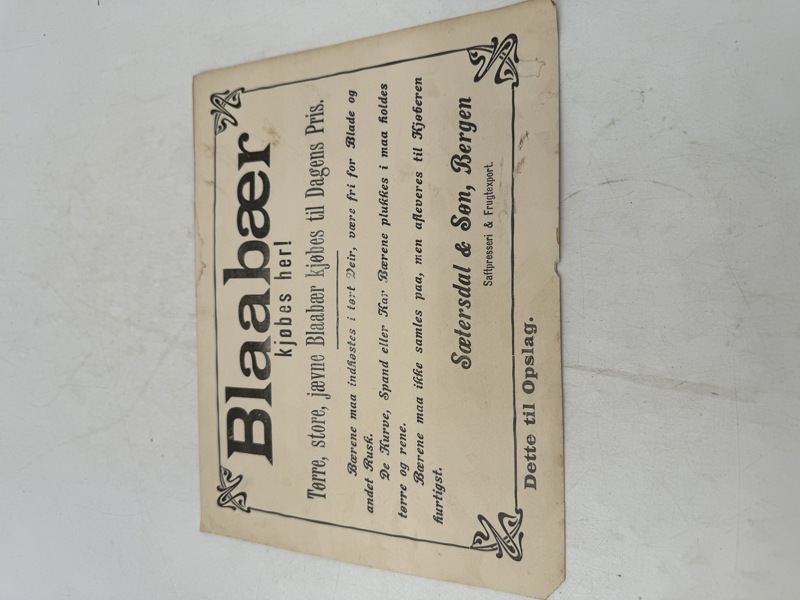 Blaabær
kjøbes her!
Tørre, store, jævne Blaabær kjøbes til Dagens Pris.
Bærene maa indhøstes i tørt Veir, være fri for Blade og
andet Rusk.
De Kurve, Spand eller Kar Bærene plukkes i maa holdes
tørre og rene.
Bærene maa ikke samles paa, men afleveres til Kjøberen
hurtigst.
Sætersdal & Søn, Bergen
Saftpresseri & Frugtexport.
Dette til Opslag.